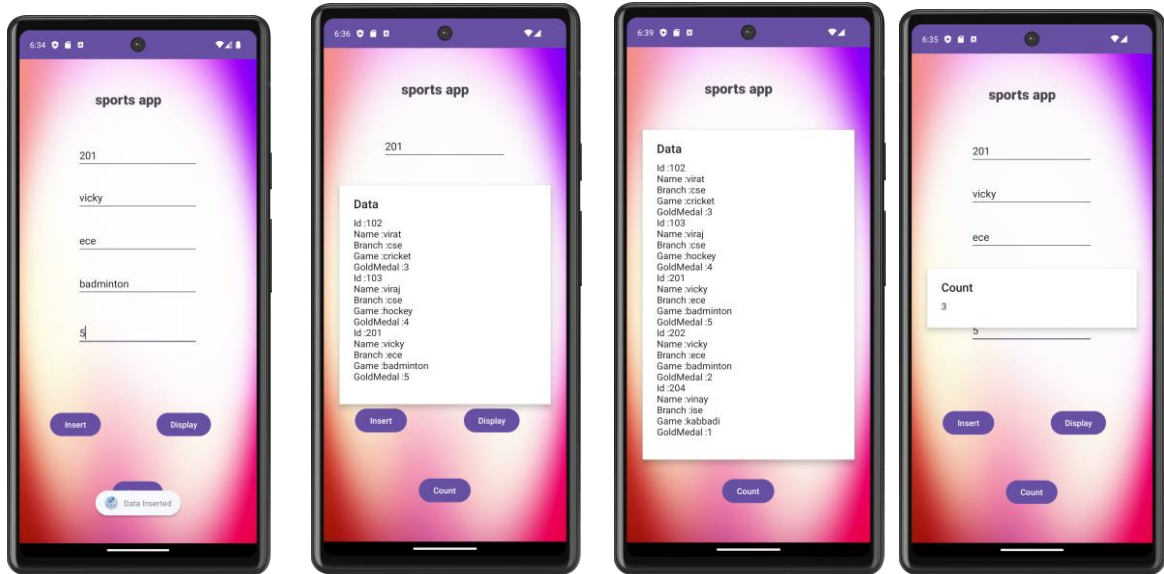 6:34
sports app
201
vicky
ece
badminton
5
Insert
Display
Data Inserted
6:36
sports app
201
Data
Id :102
Name :virat
Branch :cse
Game :cricket
GoldMedal :3
Id :103
Name :viraj
Branch :cse
Game :hockey
GoldMedal :4
Id :201
Name :vicky
Branch :ece
Game :badminton
GoldMedal :5
Insert
Display
Count
6:39
sports app
Data
Id :102
Name :virat
Branch :cse
Game :cricket
GoldMedal :3
Id :103
Name :viraj
Branch :cse
Game :hockey
GoldMedal :4
Id :201
Name :vicky
Branch :ece
Game :badminton
GoldMedal :5
Id :202
Name :vicky
Branch :ece
Game :badminton
GoldMedal :2
Id :204
Name :vinay
Branch :ise
Game :kabbadi
GoldMedal :1
Count
6:35
sports app
201
vicky
ece
Count
3
5
Insert
Display
Count